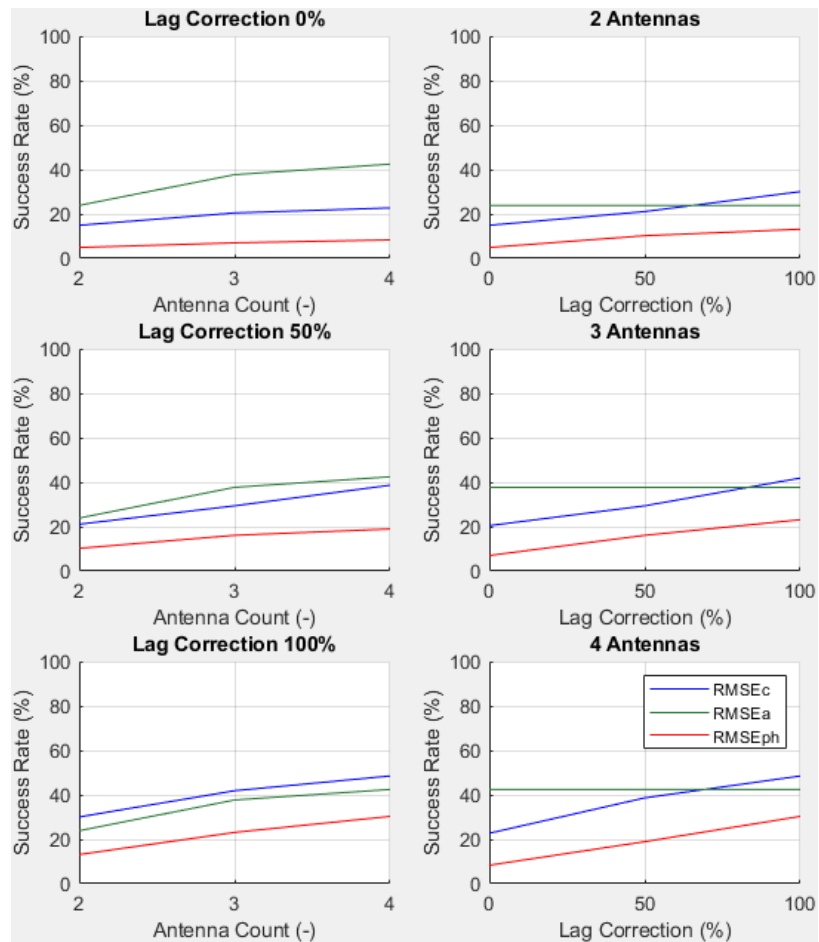 Lag Correction 0%
100
80
60
40
20
0
Success Rate (%)
2
3
4
Antenna Count (-)
2 Antennas
100
80
60
40
20
0
Success Rate (%)
0
50
100
Lag Correction (%)
Lag Correction 50%
100
80
60
40
20
0
Success Rate (%)
2
3
4
Antenna Count (-)
3 Antennas
100
80
60
40
20
0
Success Rate (%)
0
50
100
Lag Correction (%)
Lag Correction 100%
100
80
60
40
20
0
Success Rate (%)
2
3
4
Antenna Count (-)
4 Antennas
100
80
60
40
20
0
Success Rate (%)
RMSEc
RMSEa
RMSEph
0
50
100
Lag Correction (%)